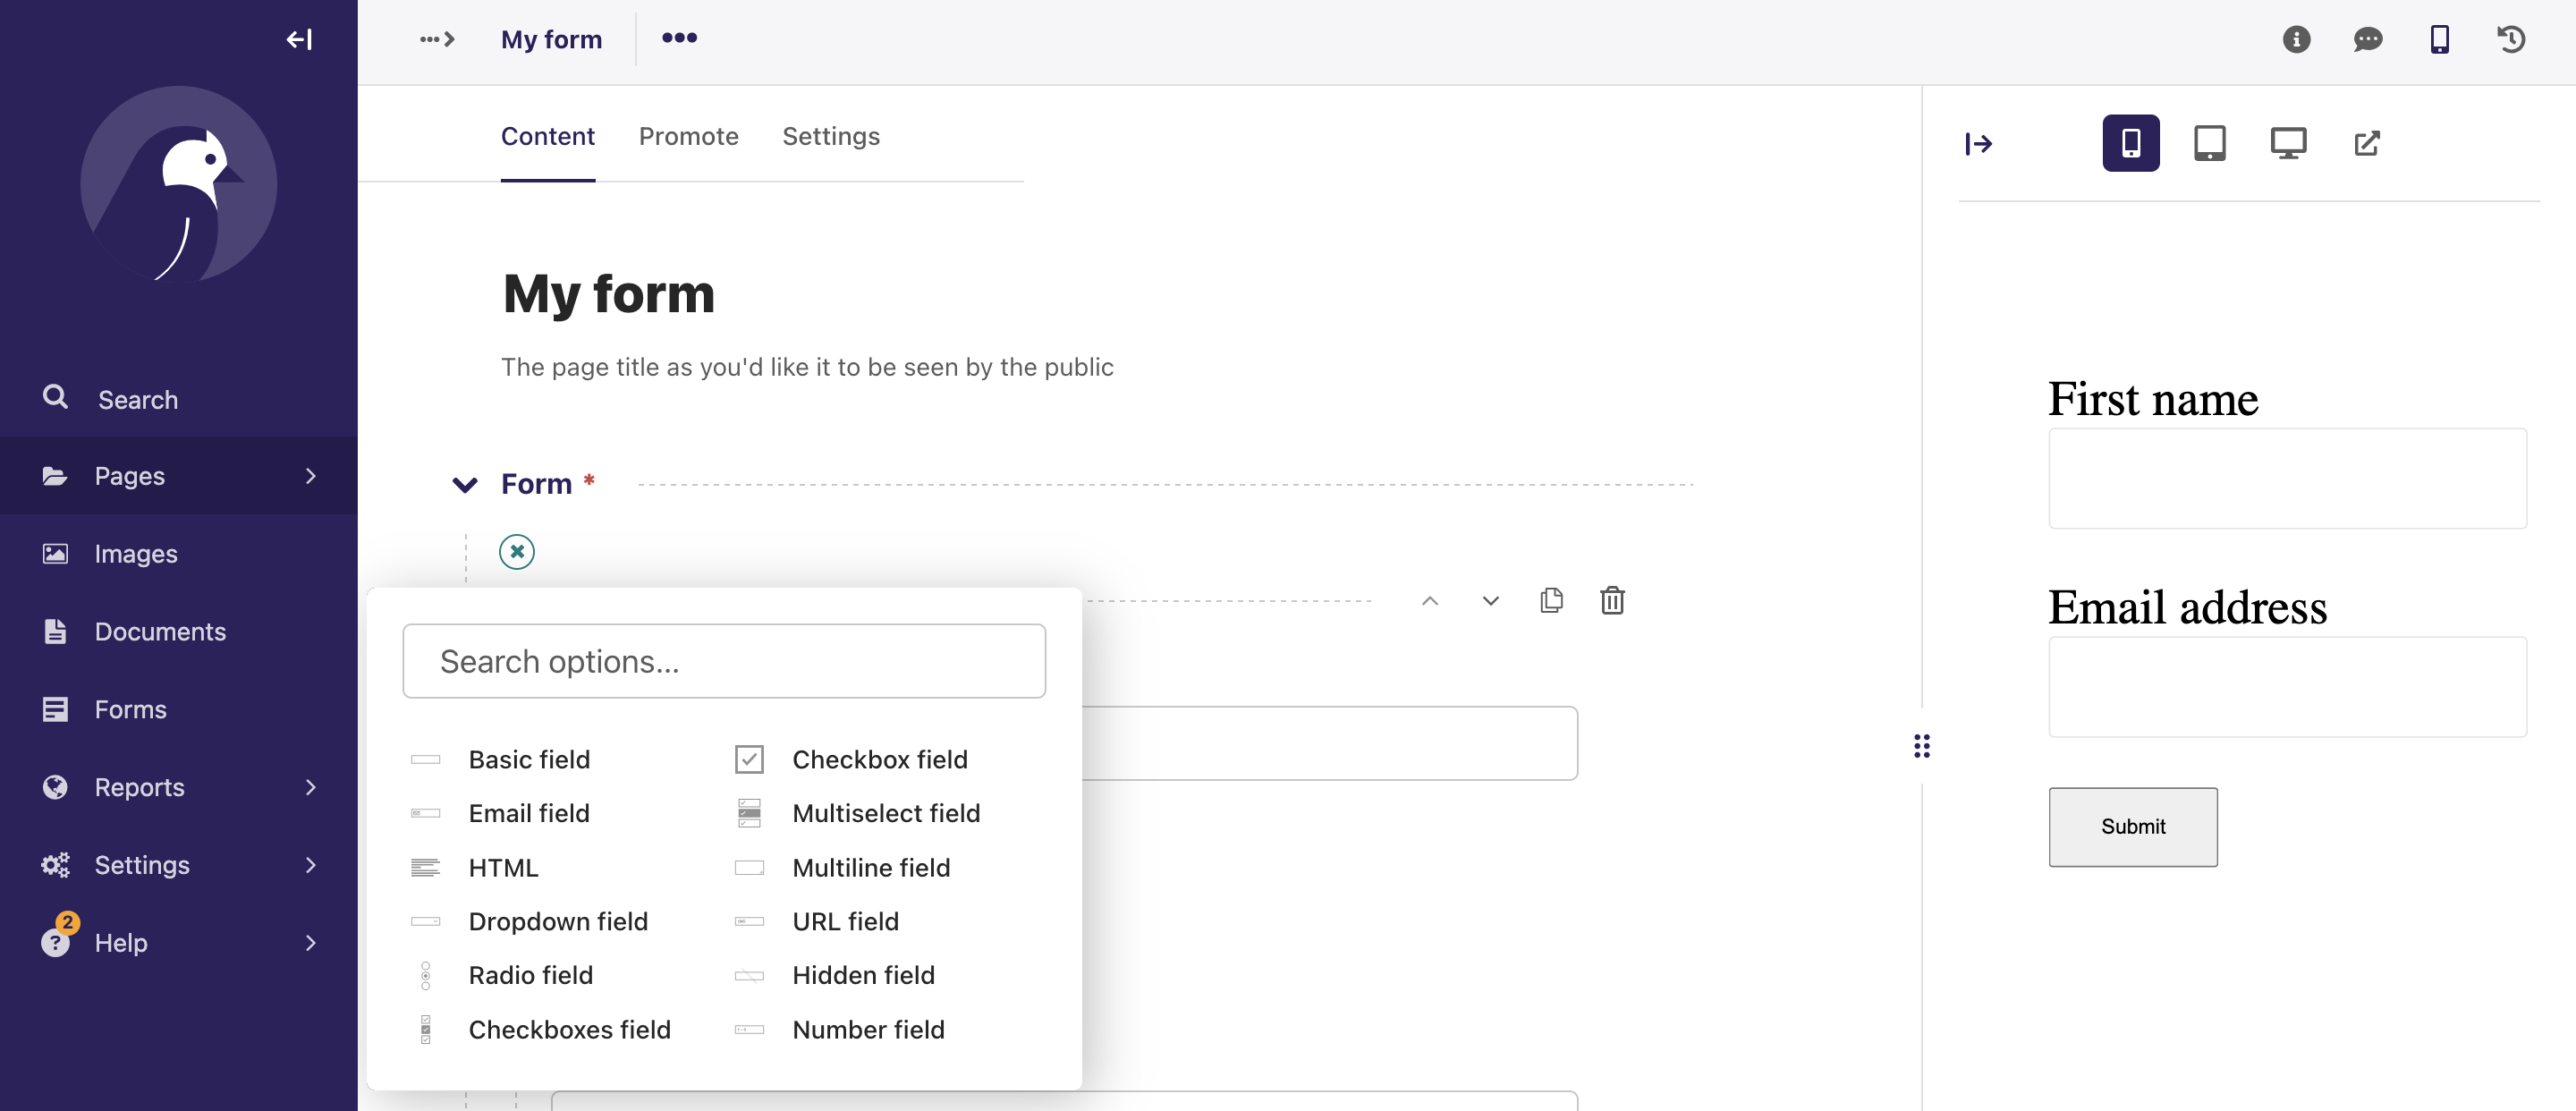 My form
Content Promote Settings
My form
The page title as you'd like it to be seen by the public
Search
Pages
Images
Documents
Forms
Reports
Settings
2
Help
Form *
Search options...
Basic field
Email field
HTML
Dropdown field
Radio field
Checkboxes field
Checkbox field
Multiselect field
Multiline field
URL field
Hidden field
Number field
First name
Email address
Submit